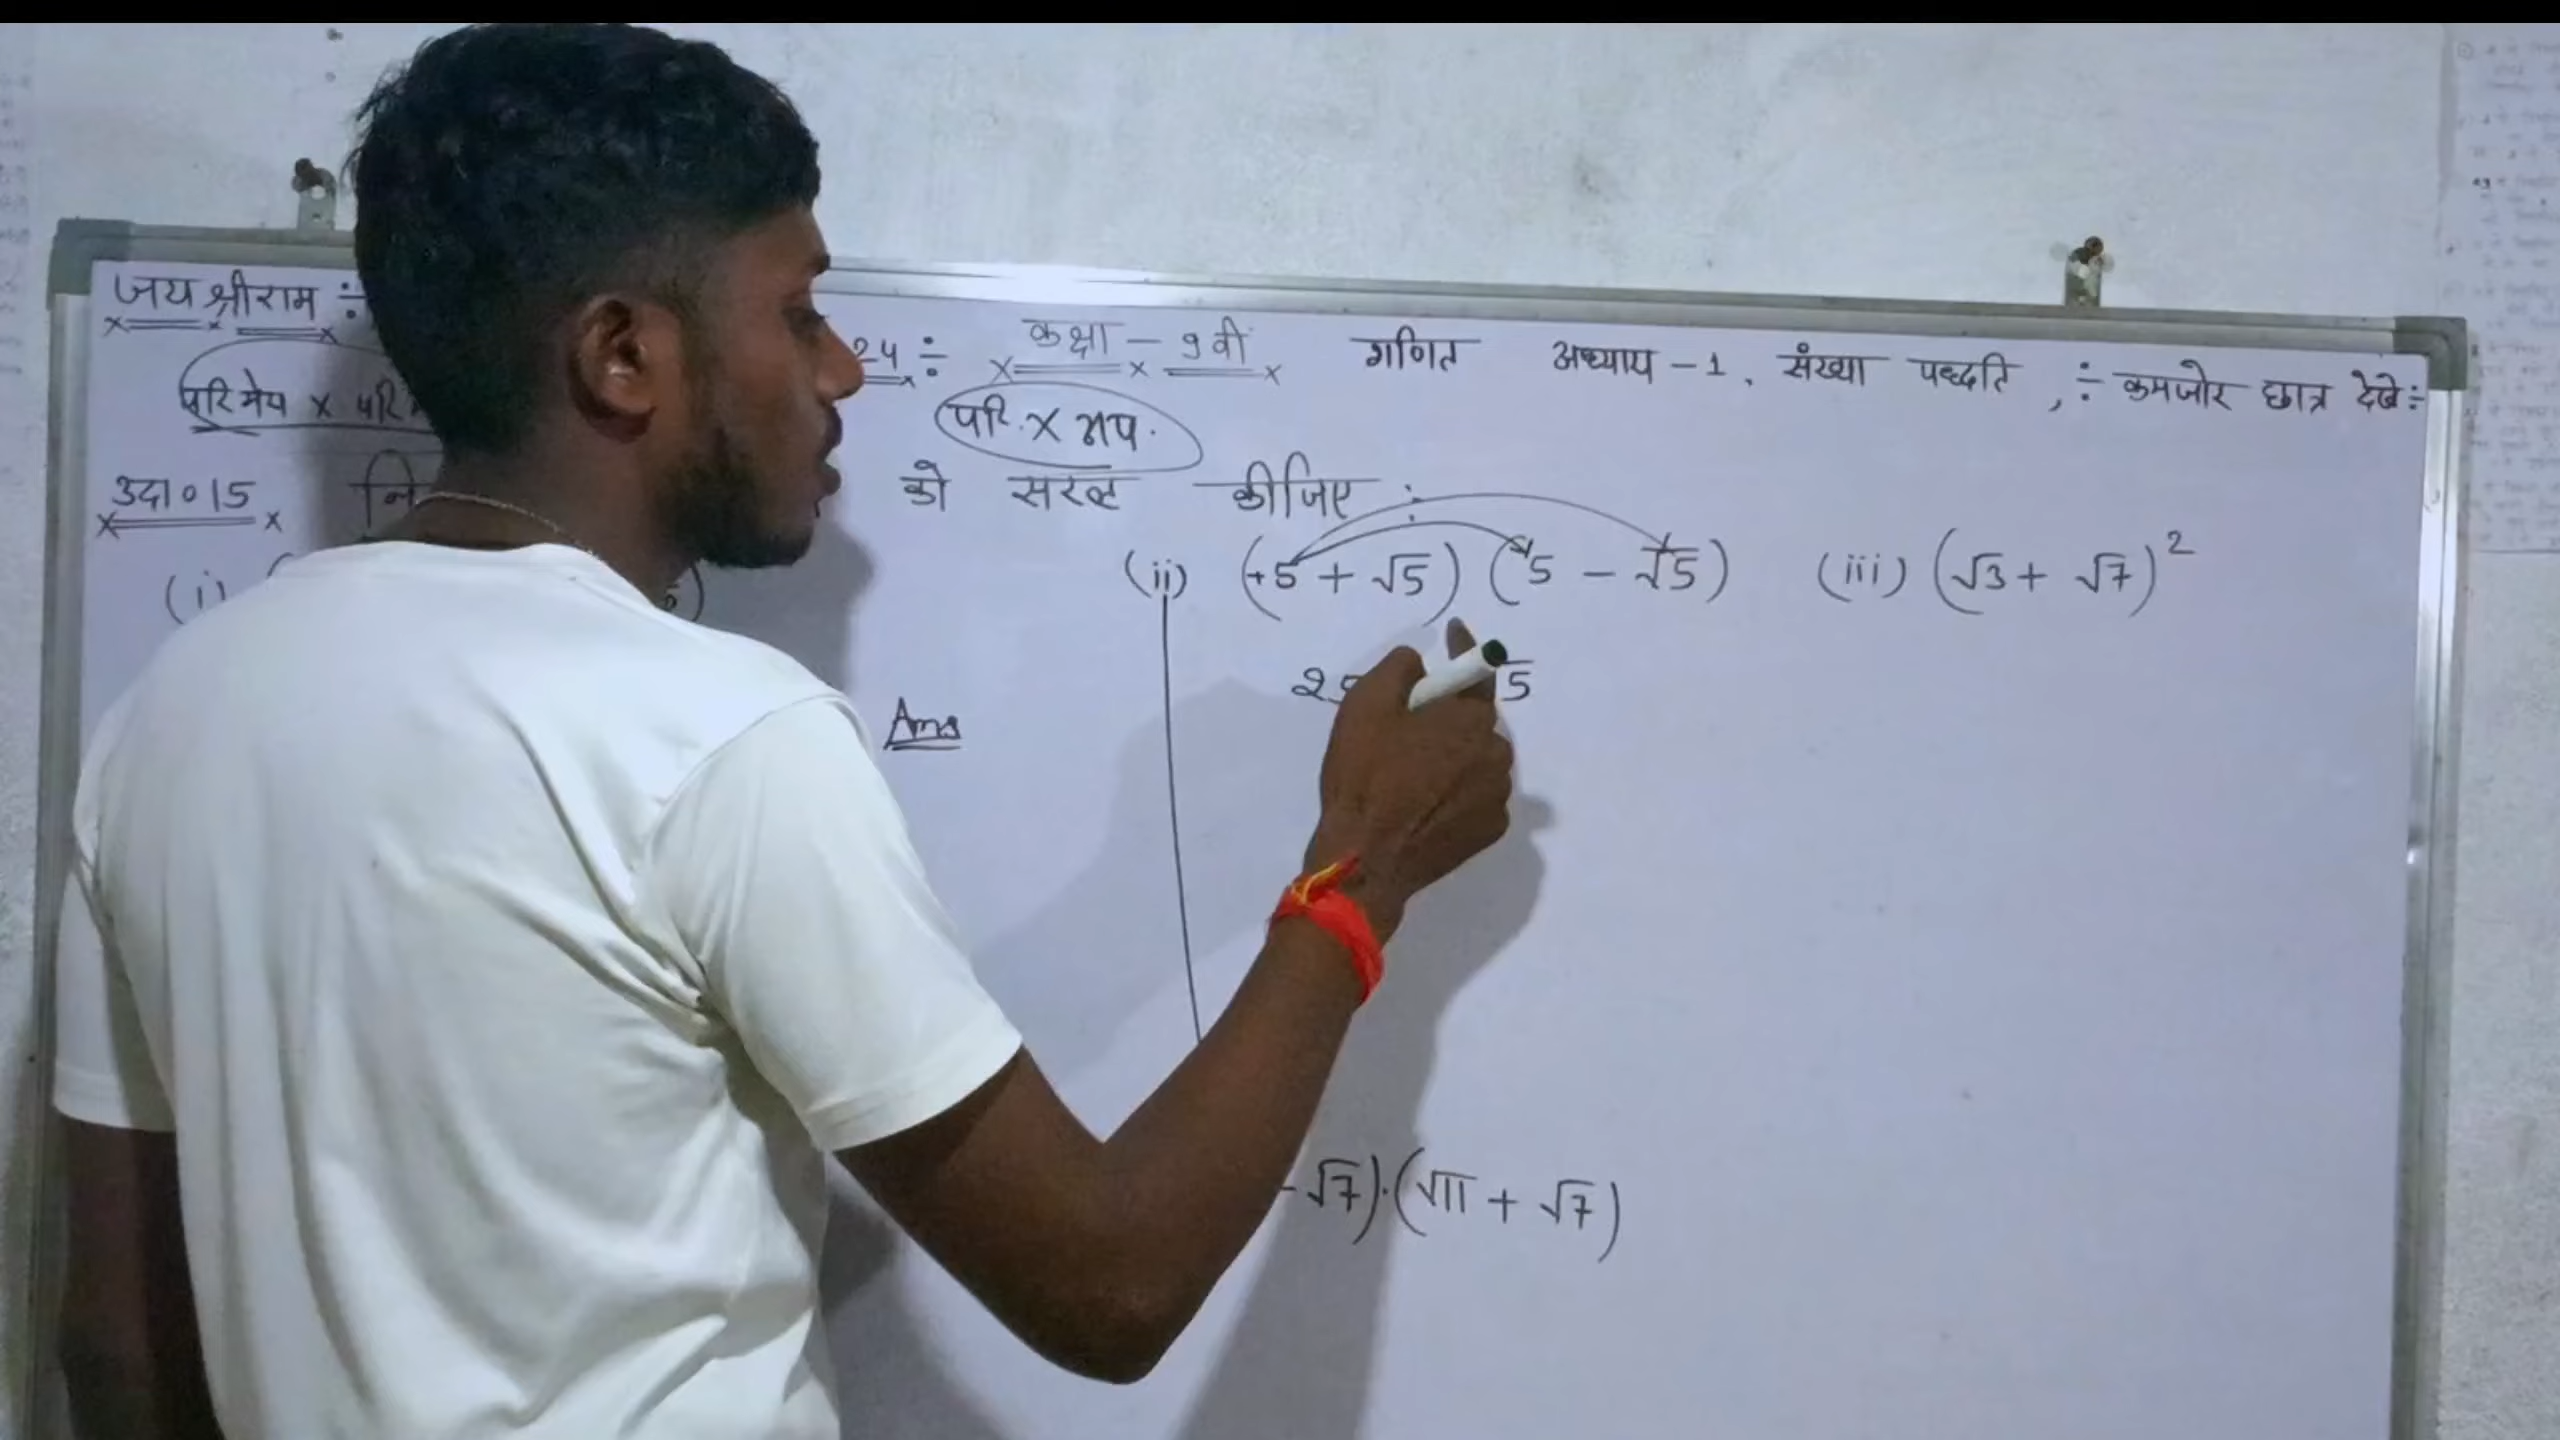 जय श्री राम ÷ 24 ÷ कक्षा - 9वी गणित अध्याय - 1, संख्या पद्धति, ÷ कमजोर छात्र देखे ÷
परिमेय x परि
परि. x अप.
उदा० 15 को सरल कीजिए :
(i) (ii) (+5 + √5) (5 - √5) (iii) (√3 + √7)²
5
Ans
- √7).(√11 + √7)